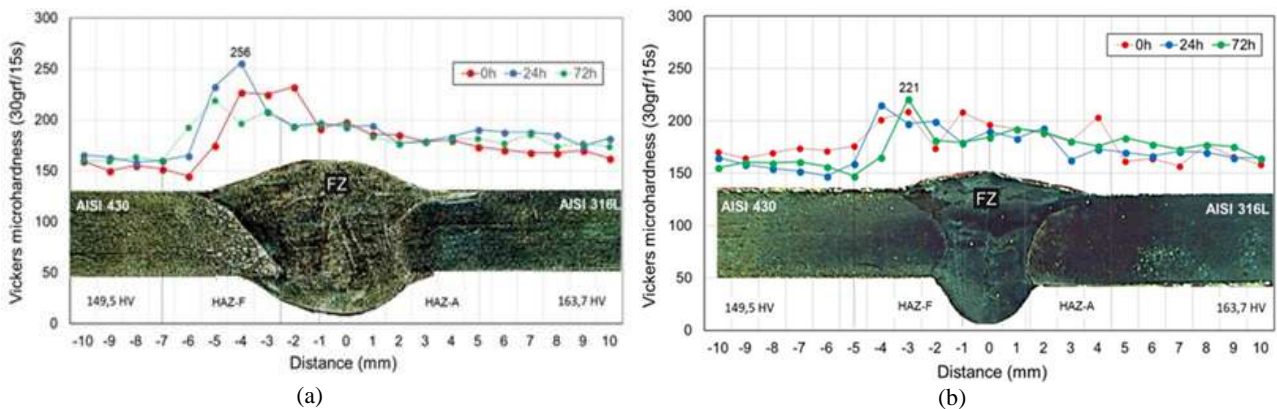 Vickers microhardness (30grf/15s)
300
250
200
150
100
50
0
256
0h 24h 72h
FZ
AISI 430
AISI 316L
149,5 HV
HAZ-F
HAZ-A
163,7 HV
-10 -9 -8 -7 -6 -5 -4 -3 -2 -1 0 1 2 3 4 5 6 7 8 9 10
Distance (mm)
(a)
Vickers microhardness (30grf/15s)
300
250
200
150
100
50
0
221
0h 24h 72h
FZ
AISI 430
AISI 316L
149,5 HV
HAZ-F
HAZ-A
163,7 HV
-10 -9 -8 -7 -6 -5 -4 -3 -2 -1 0 1 2 3 4 5 6 7 8 9 10
Distance (mm)
(b)